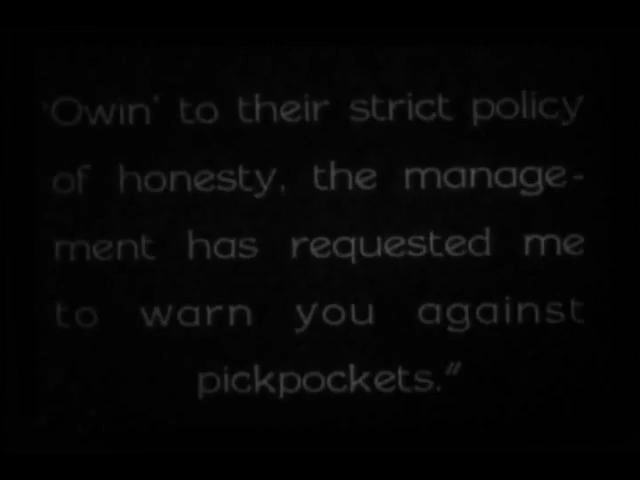 "Owin' to their strict policy
of honesty, the manage-
ment has requested me
to warn you against
pickpockets."